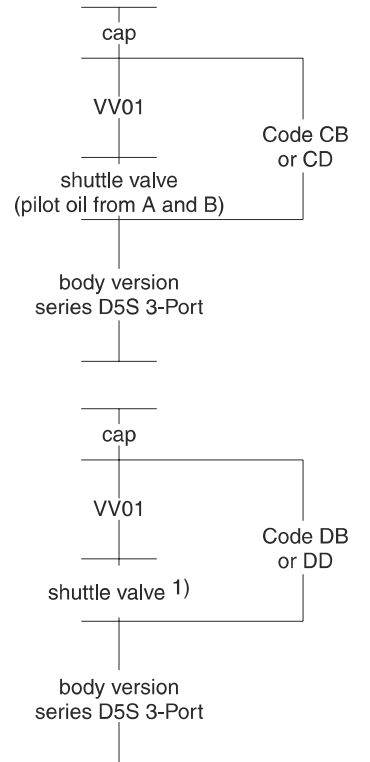 cap
VV01
Code CB
or CD
shuttle valve
(pilot oil from A and B)
body version
series D5S 3-Port
cap
VV01
Code DB
or DD
shuttle valve 1)
body version
series D5S 3-Port